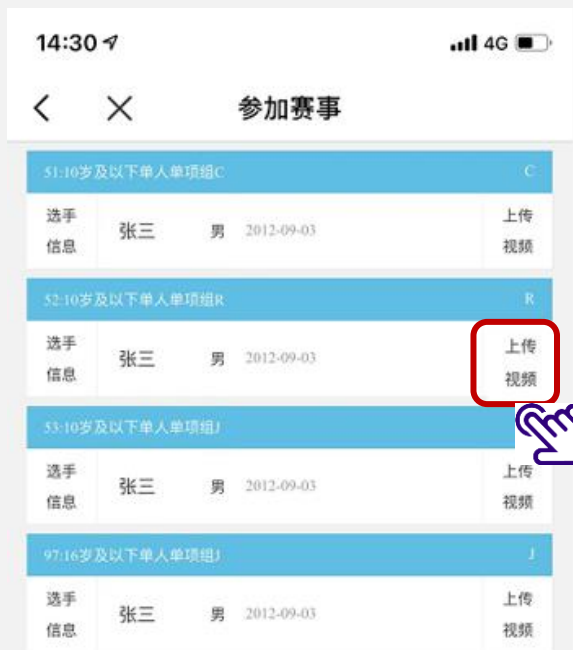 14:30 4G
参加赛事
51:10岁及以下单人单项组C C
选手 张三 男 2012-09-03 上传
信息 视频
52:10岁及以下单人单项组R R
选手 张三 男 2012-09-03 上传
信息 视频
53:10岁及以下单人单项组J
选手 张三 男 2012-09-03 上传
信息 视频
97:16岁及以下单人单项组J J
选手 张三 男 2012-09-03 上传
信息 视频